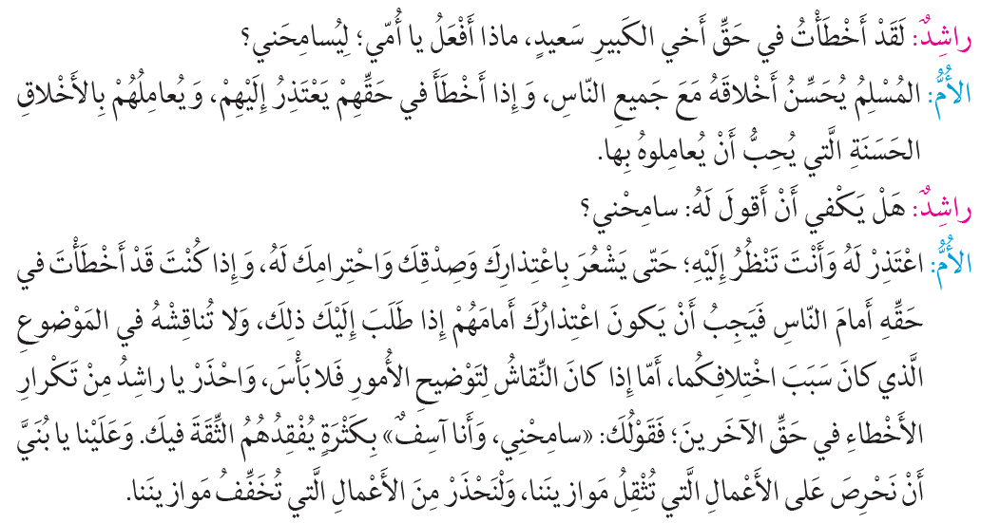 راشِدٌ: لَقَدْ أَخْطَأْتُ في حَقِّ أَخي الكَبيرِ سَعيدٍ، ماذا أَفْعَلُ يا أُمّي؛ لِيُسامِحَني؟
الأُمُّ: المُسْلِمُ يُحَسِّنُ أَخْلاقَهُ مَعَ جَميعِ النّاسِ، وَإِذا أَخْطَأَ في حَقِّهِمْ يَعْتَذِرُ إِلَيْهِمْ، وَيُعامِلُهُمْ بِالأَخْلاقِ
الحَسَنَةِ الَّتي يُحِبُّ أَنْ يُعامِلوهُ بِها.
راشِدٌ: هَلْ يَكْفي أَنْ أَقولَ لَهُ: سامِحْني؟
الأُمُّ: اعْتَذِرْ لَهُ وَأَنْتَ تَنْظُرُ إِلَيْهِ؛ حَتّى يَشْعُرَ بِاعْتِذارِكَ وَصِدْقِكَ وَاحْتِرامِكَ لَهُ، وَإِذا كُنْتَ قَدْ أَخْطَأْتَ في
حَقِّهِ أَمامَ النّاسِ فَيَجِبُ أَنْ يَكونَ اعْتِذارُكَ أَمامَهُمْ إِذا طَلَبَ إِلَيْكَ ذلِكَ، وَلا تُناقِشْهُ في المَوْضوعِ
الَّذي كانَ سَبَبَ اخْتِلافِكُما، أَمّا إِذا كانَ النِّقاشُ لِتَوْضيحِ الأُمورِ فَلا بَأْسَ، وَاحْذَرْ يا راشِدُ مِنْ تَكْرارِ
الأَخْطاءِ في حَقِّ الآخَرينَ؛ فَقَوْلُكَ: «سامِحْنِي، وَأَنا آسِفٌ» بِكَثْرَةٍ يُفْقِدُهُمُ الثِّقَةَ فيكَ. وَعَلَيْنا يا بُنَيَّ
أَنْ نَحْرِصَ عَلى الأَعْمالِ الَّتي تُثْقِلُ مَوازينَنا، وَلْنَحْذَرْ مِنَ الأَعْمالِ الَّتي تُخَفِّفُ مَوازينَنا.